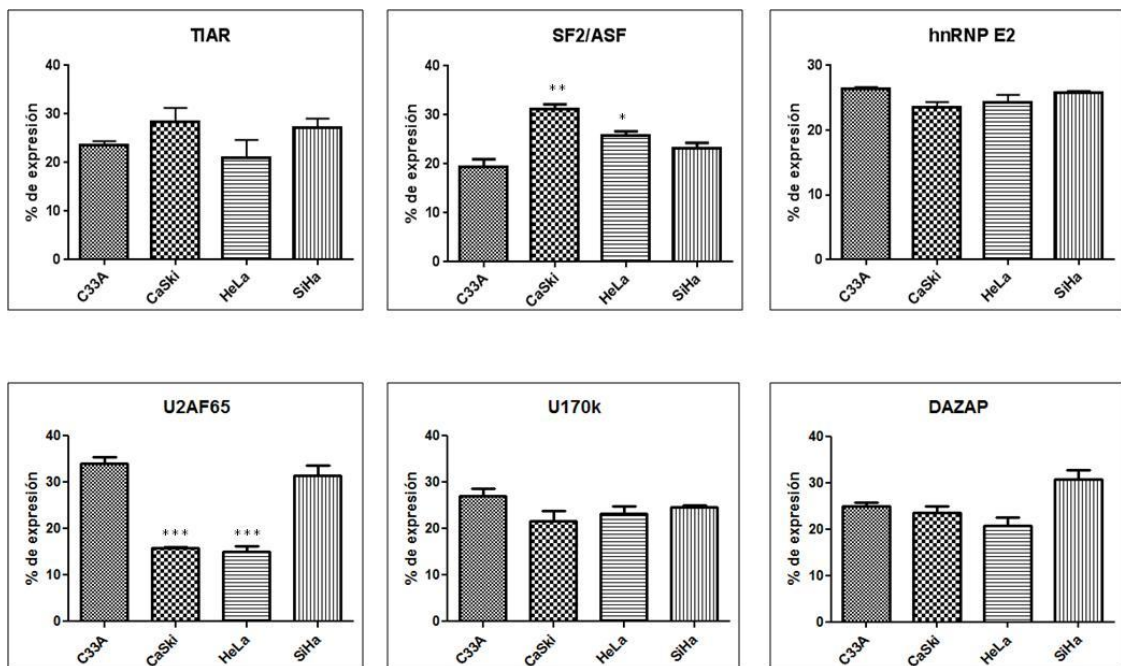 TIAR
% de expresión
40
30
20
10
0
C33A
CaSki
HeLa
SiHa
SF2/ASF
% de expresión
40
30
20
10
0
**
*
C33A
CaSki
HeLa
SiHa
hnRNP E2
% de expresión
30
20
10
0
C33A
CaSki
HeLa
SiHa
U2AF65
% de expresión
40
30
20
10
0
***
***
C33A
CaSki
HeLa
SiHa
U170k
% de expresión
40
30
20
10
0
C33A
CaSki
HeLa
SiHa
DAZAP
% de expresión
40
30
20
10
0
C33A
CaSki
HeLa
SiHa